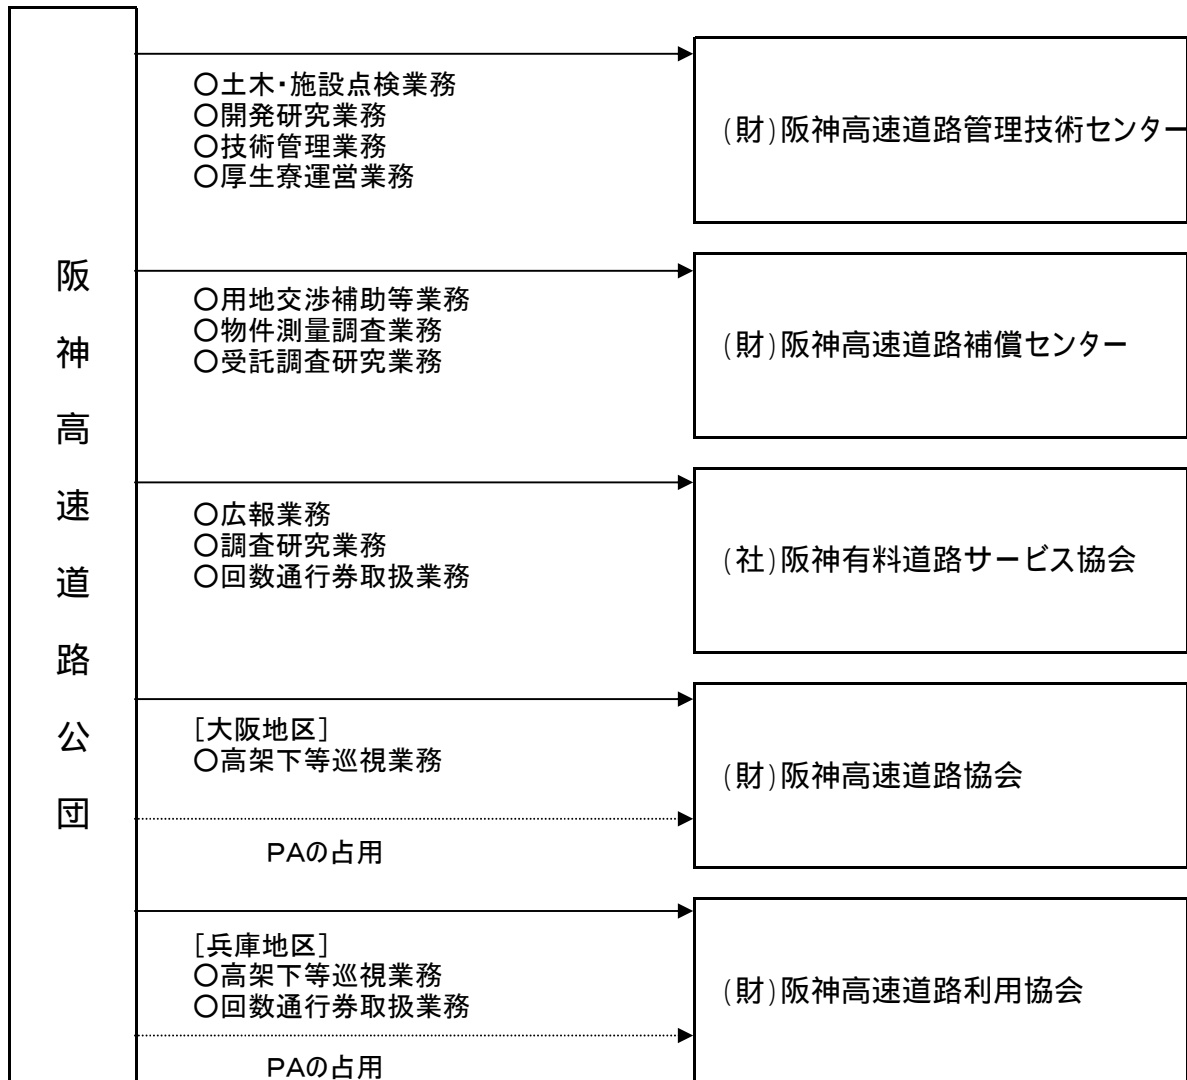 阪神高速道路公団
○土木・施設点検業務
○開発研究業務
○技術管理業務
○厚生寮運営業務
(財)阪神高速道路管理技術センター
○用地交渉補助等業務
○物件測量調査業務
○受託調査研究業務
(財)阪神高速道路補償センター
○広報業務
○調査研究業務
○回数通行券取扱業務
(社)阪神有料道路サービス協会
[大阪地区]
○高架下等巡視業務
PAの占用
(財)阪神高速道路協会
[兵庫地区]
○高架下等巡視業務
○回数通行券取扱業務
PAの占用
(財)阪神高速道路利用協会